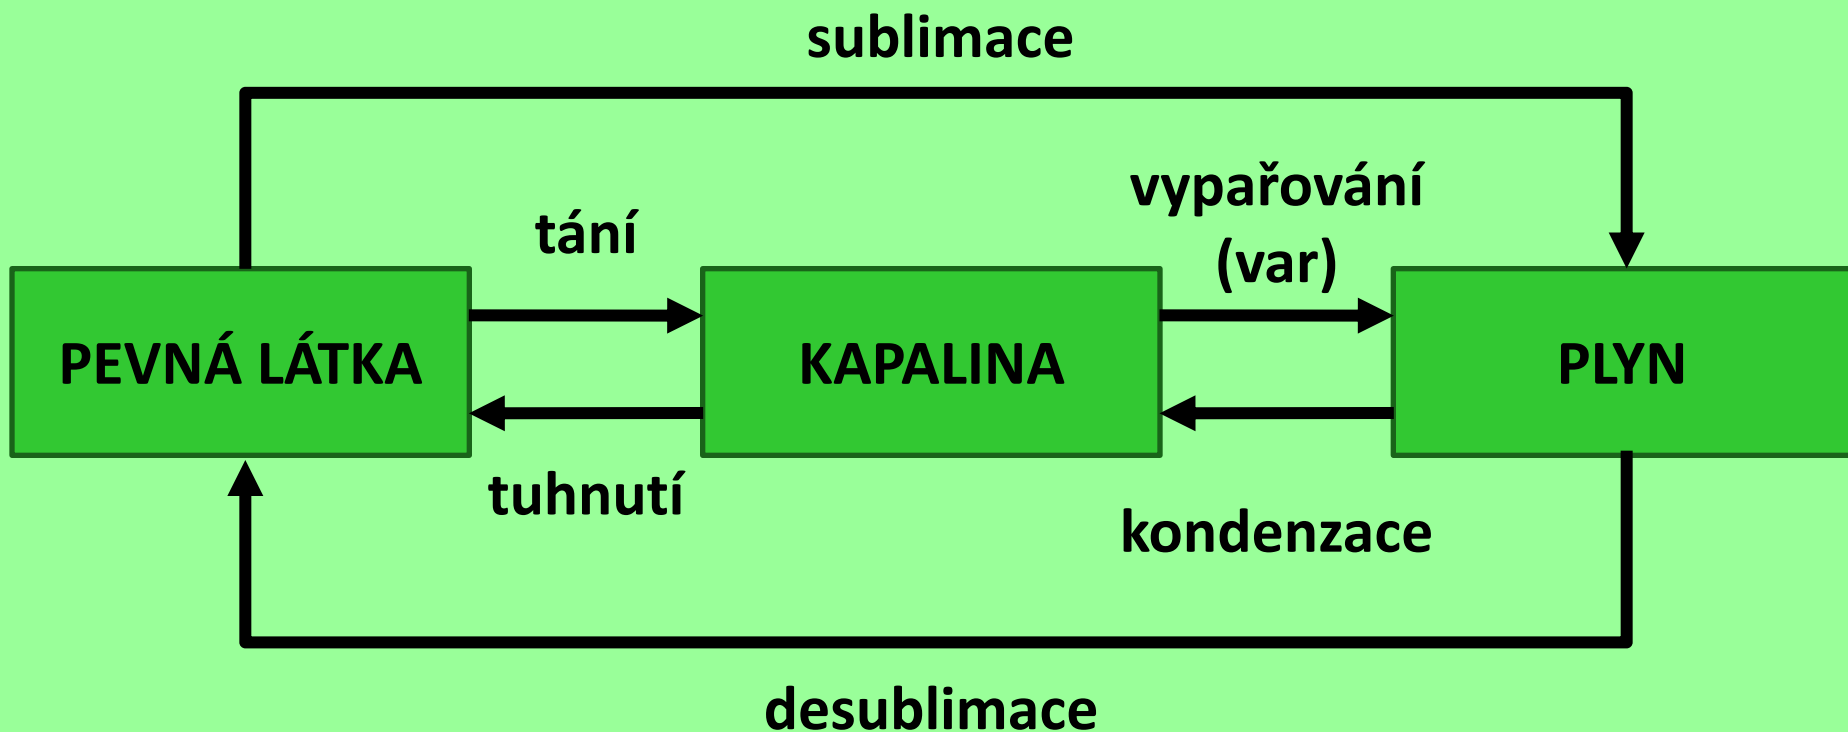 sublimace
vypařování
(var)
tání
PEVNÁ LÁTKA
KAPALINA
PLYN
tuhnutí
kondenzace
desublimace